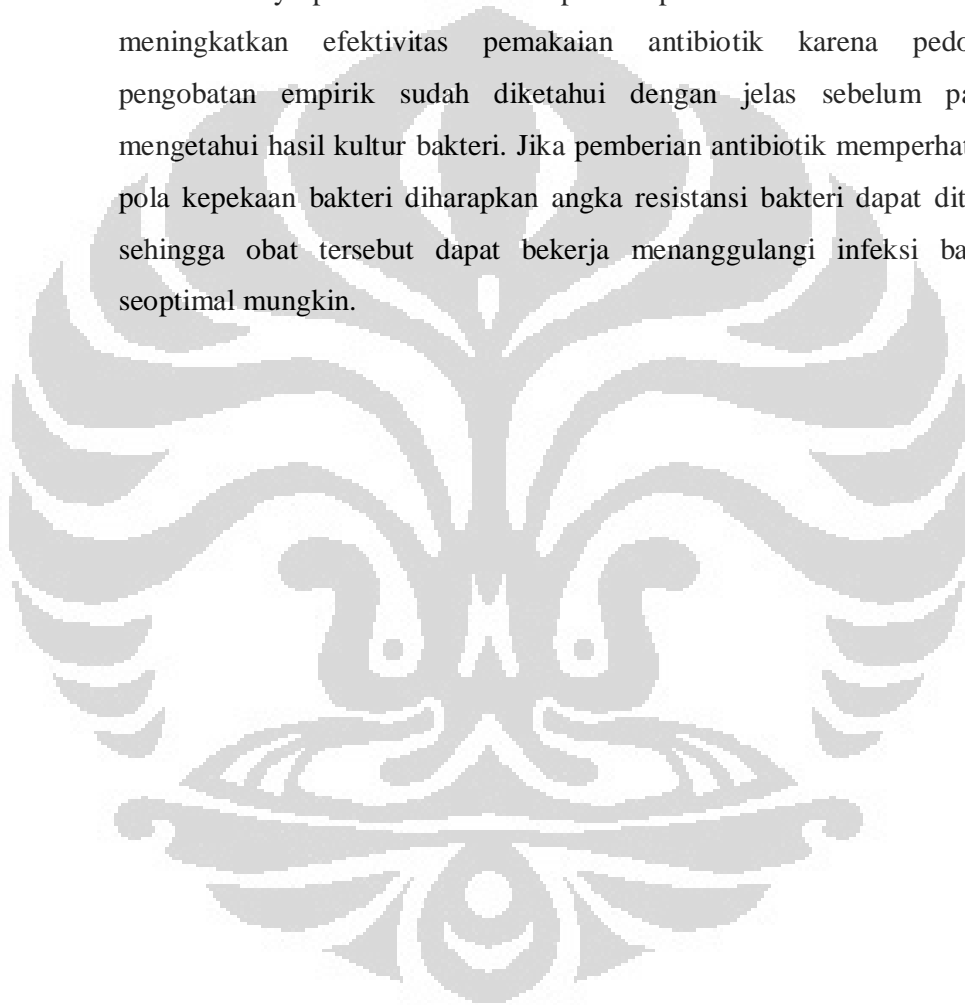 meningkatkan efektivitas pemakaian antibiotik karena pedo
pengobatan empirik sudah diketahui dengan jelas sebelum pa
mengetahui hasil kultur bakteri. Jika pemberian antibiotik memperhat
pola kepekaan bakteri diharapkan angka resistansi bakteri dapat dit
sehingga obat tersebut dapat bekerja menanggulangi infeksi ba
seoptimal mungkin.